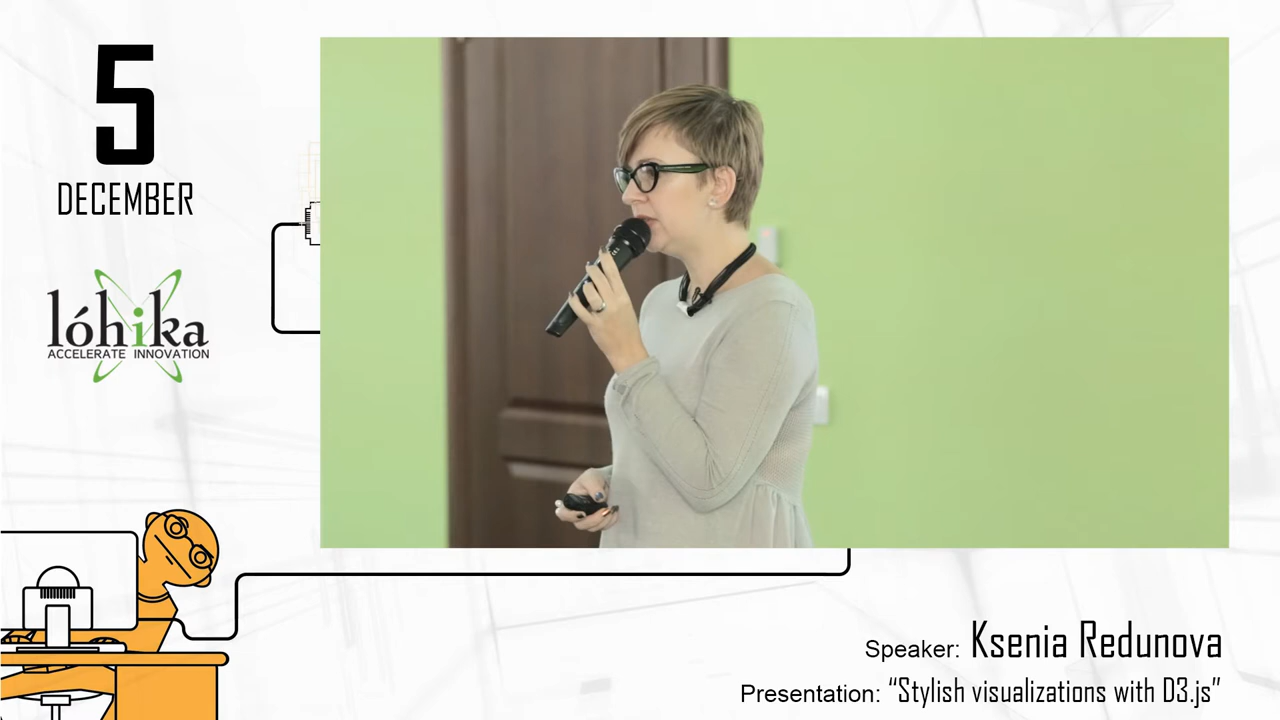 5
DECEMBER
lóhika
ACCELERATE INNOVATION
Speaker: Ksenia Redunova
Presentation: “Stylish visualizations with D3.js”